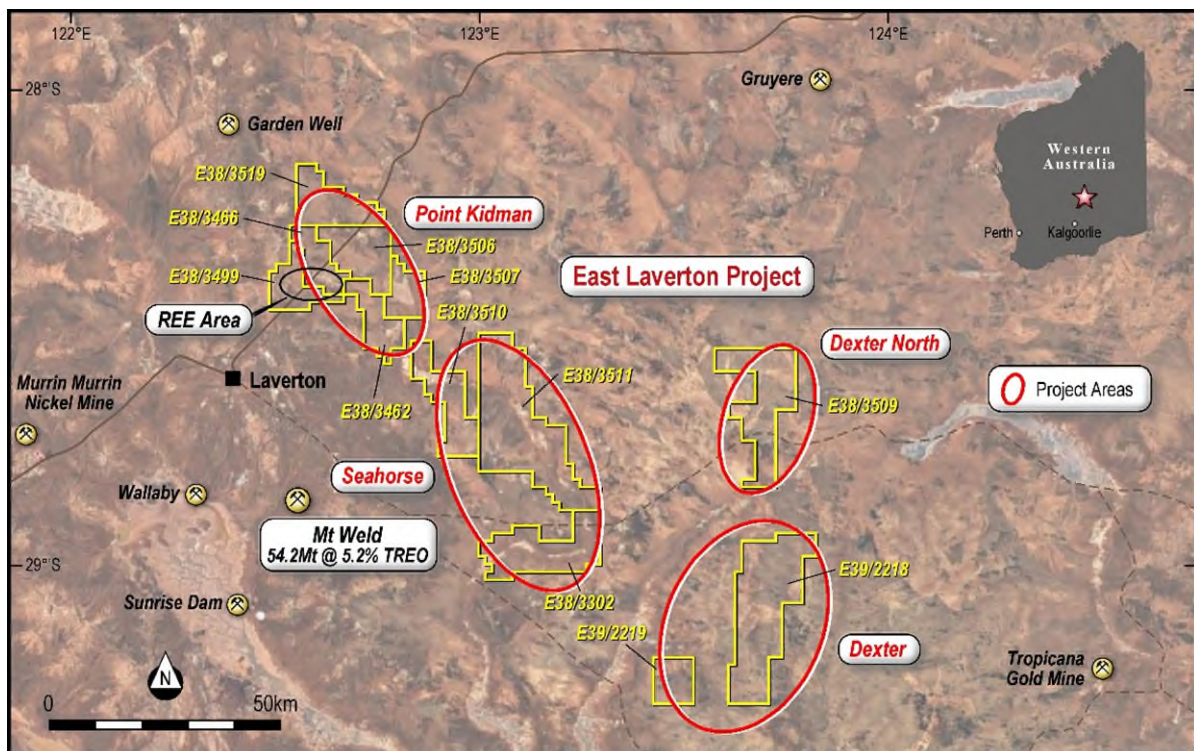 122°E
123°E
124°E
28°S
Gruyere
Garden Well
Western
Australia
Perth
Kalgoorlie
E38/3519
E38/3466
Point Kidman
E38/3506
E38/3499
E38/3507
East Laverton Project
REE Area
E38/3510
Dexter North
Laverton
E38/3511
Project Areas
Murrin Murrin
Nickel Mine
E38/3462
E38/3509
Seahorse
Wallaby
Mt Weld
54.2Mt @ 5.2% TREO
29°S
E39/2218
Sunrise Dam
E38/3302
E39/2219
Dexter
Tropicana
Gold Mine
N
0
50km